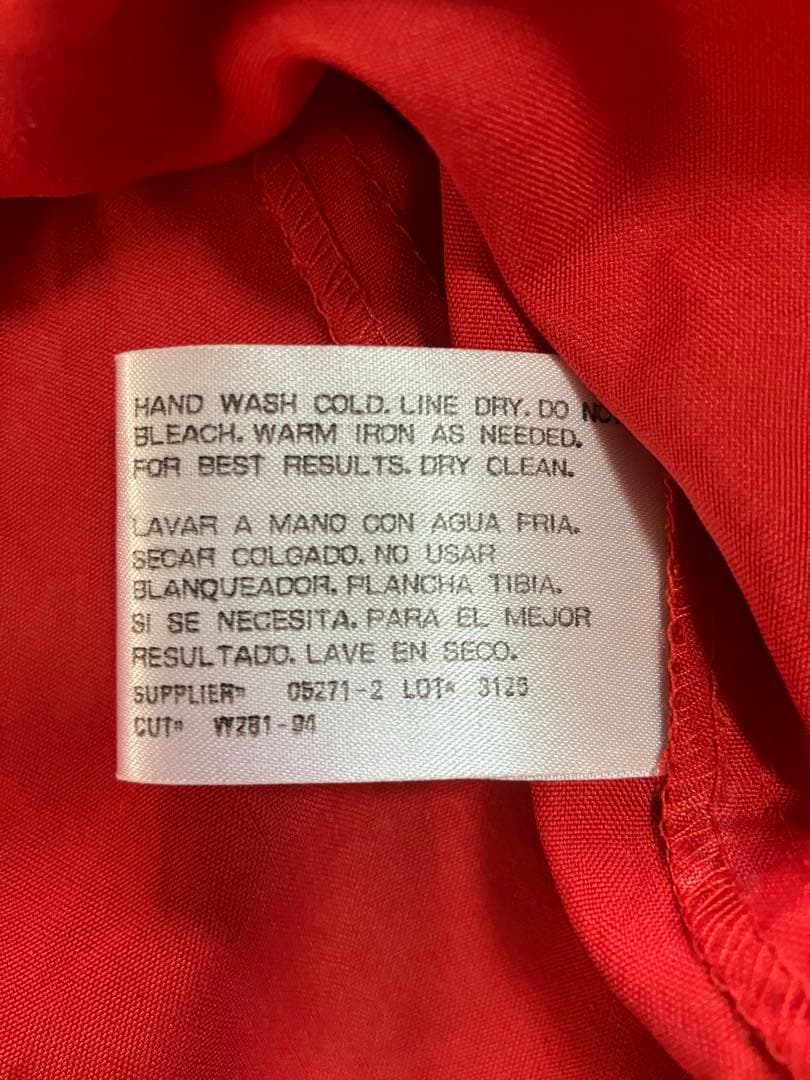 HAND WASH COLD. LINE DRY. DO NO
BLEACH. WARM IRON AS NEEDED.
FOR BEST RESULTS. DRY CLEAN.
LAVAR A MANO CON AGUA FRIA.
SECAR COLGADO. NO USAR
BLANQUEADOR. PLANCHA TIBIA.
SI SE NECESITA. PARA EL MEJOR
RESULTADO. LAVE EN SECO.
SUPPLIER# 05271-2 LOT# 3125
CUT# W281-94